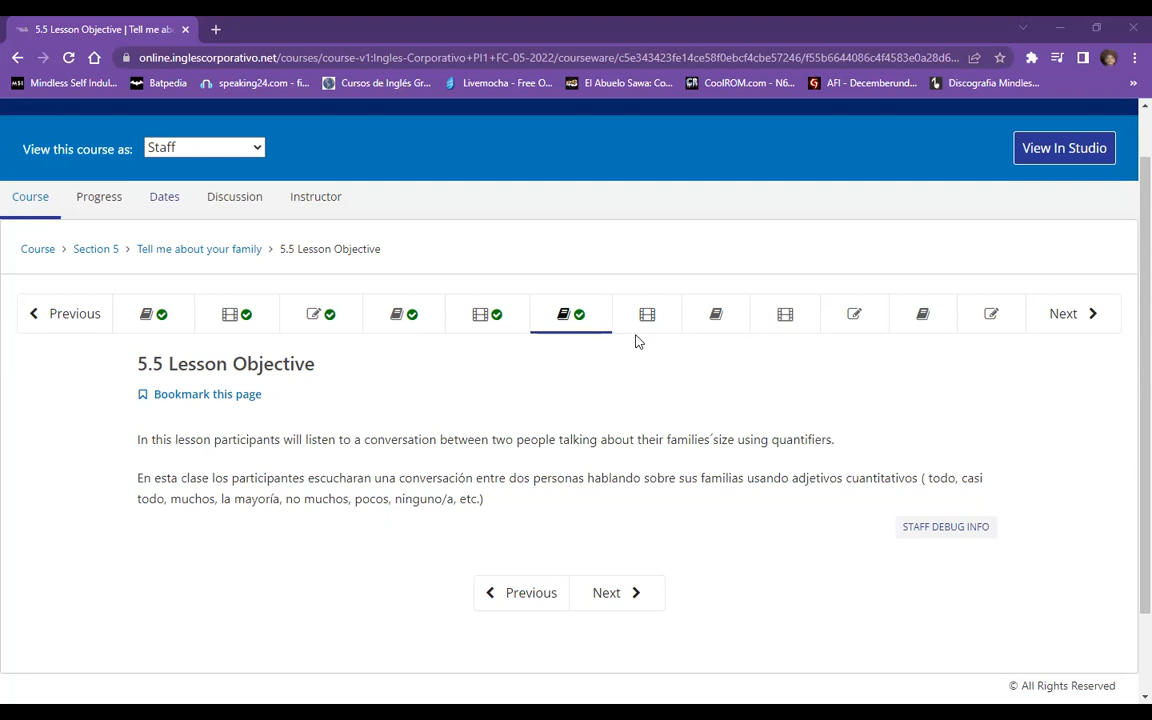 5.5 Lesson Objective | Tell me ab
online.inglescorporativo.net/courses/course-v1:Ingles-Corporativo+PI1+FC-05-2022/courseware/c5e343423fe14ce58f0ebcf4cbe57246/f55b6644086c4f4583e0a28d6...
Mindless Self Indul... Batpedia speaking24.com - fi... Cursos de Inglés Gr... Livemocha - Free O... El Abuelo Sawa: Co... CoolROM.com - N6... AFI - Decemberund... Discografia Mindles... »
View this course as: Staff View In Studio
Course Progress Dates Discussion Instructor
Course > Section 5 > Tell me about your family > 5.5 Lesson Objective
Previous Next
5.5 Lesson Objective
Bookmark this page
In this lesson participants will listen to a conversation between two people talking about their families´size using quantifiers.
En esta clase los participantes escucharan una conversación entre dos personas hablando sobre sus familias usando adjetivos cuantitativos ( todo, casi
todo, muchos, la mayoría, no muchos, pocos, ninguno/a, etc.)
STAFF DEBUG INFO
Previous Next
© All Rights Reserved